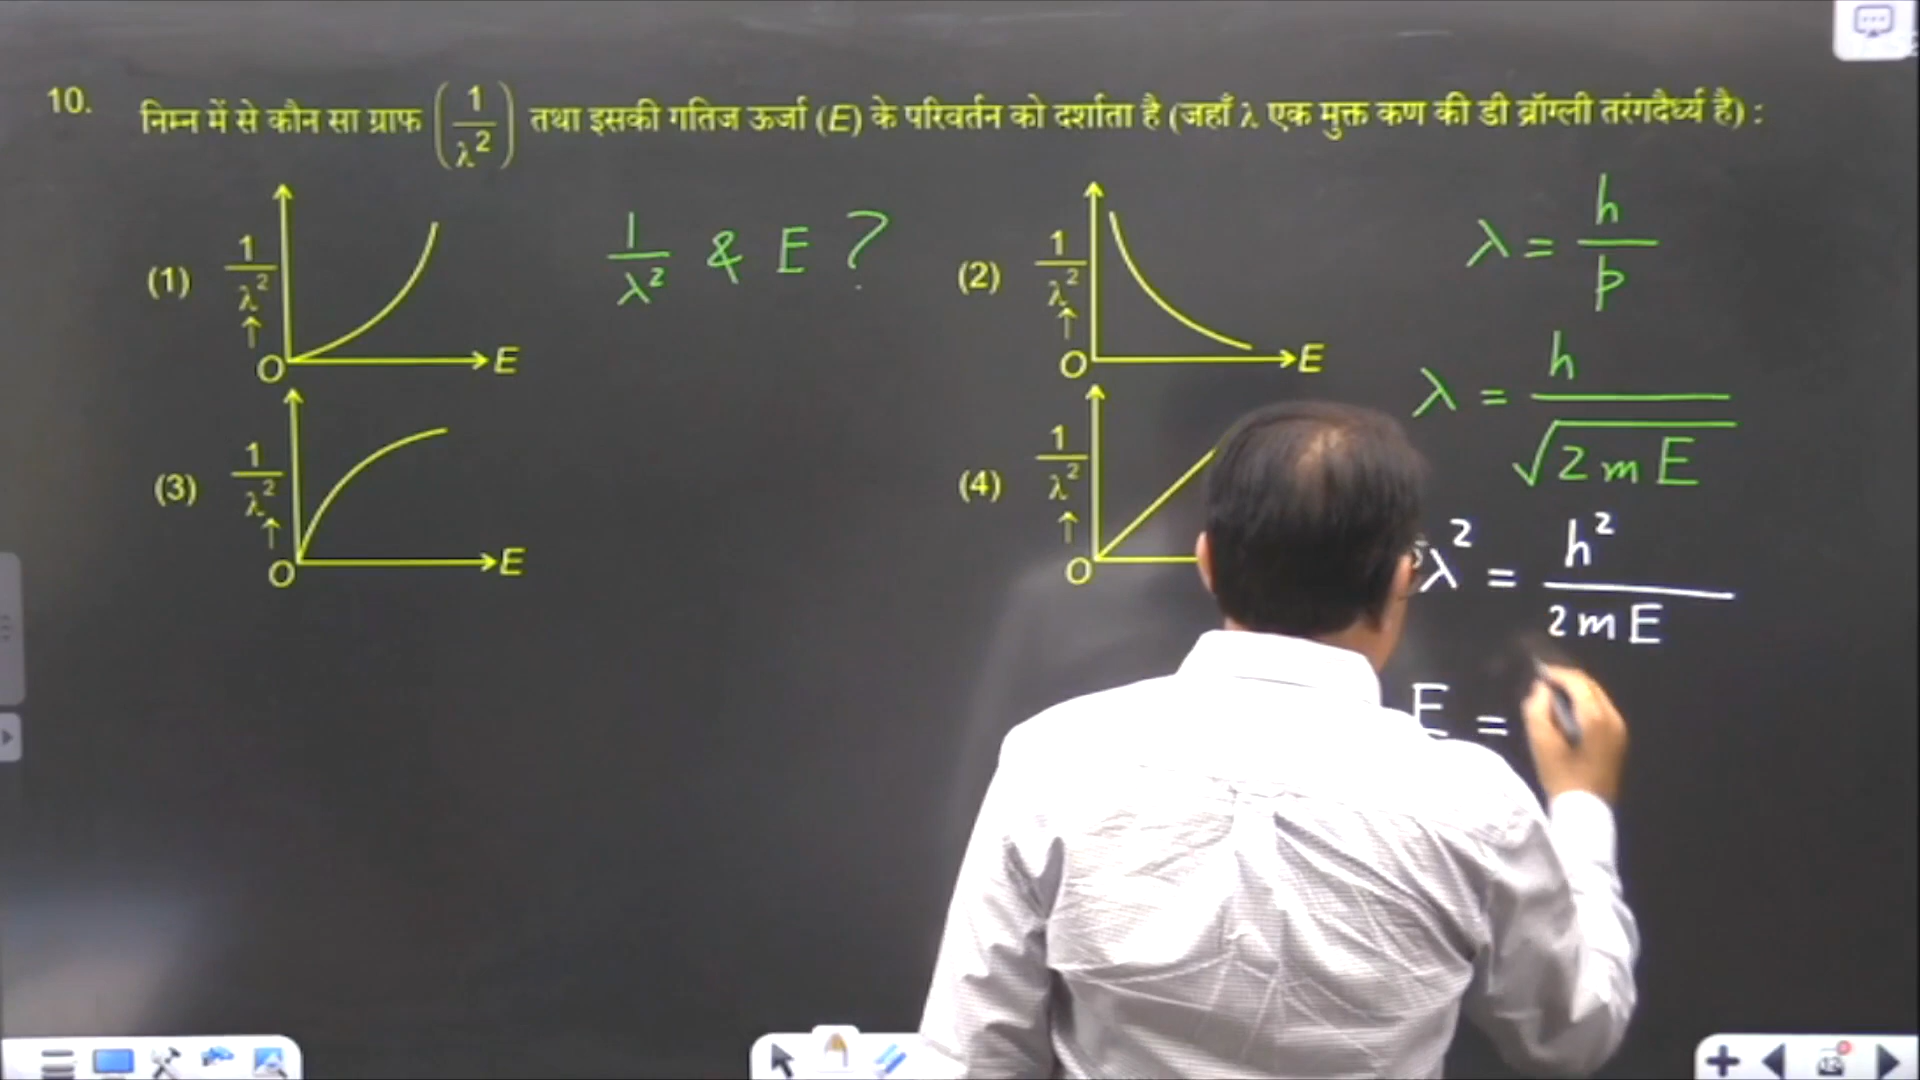 10. निम्न में से कौन सा ग्राफ (1/λ²) तथा इसकी गतिज ऊर्जा (E) के परिवर्तन को दर्शाता है (जहाँ λ एक मुक्त कण की डी ब्रॉग्ली तरंगदैर्ध्य है) :
(1) 1/λ² ↑ O E
1/λ² & E ?
(2) 1/λ² ↑ O E
λ = h/p
λ = h/√2mE
(3) 1/λ² ↑ O E
(4) 1/λ² ↑ O
λ² = h²/2mE
E =